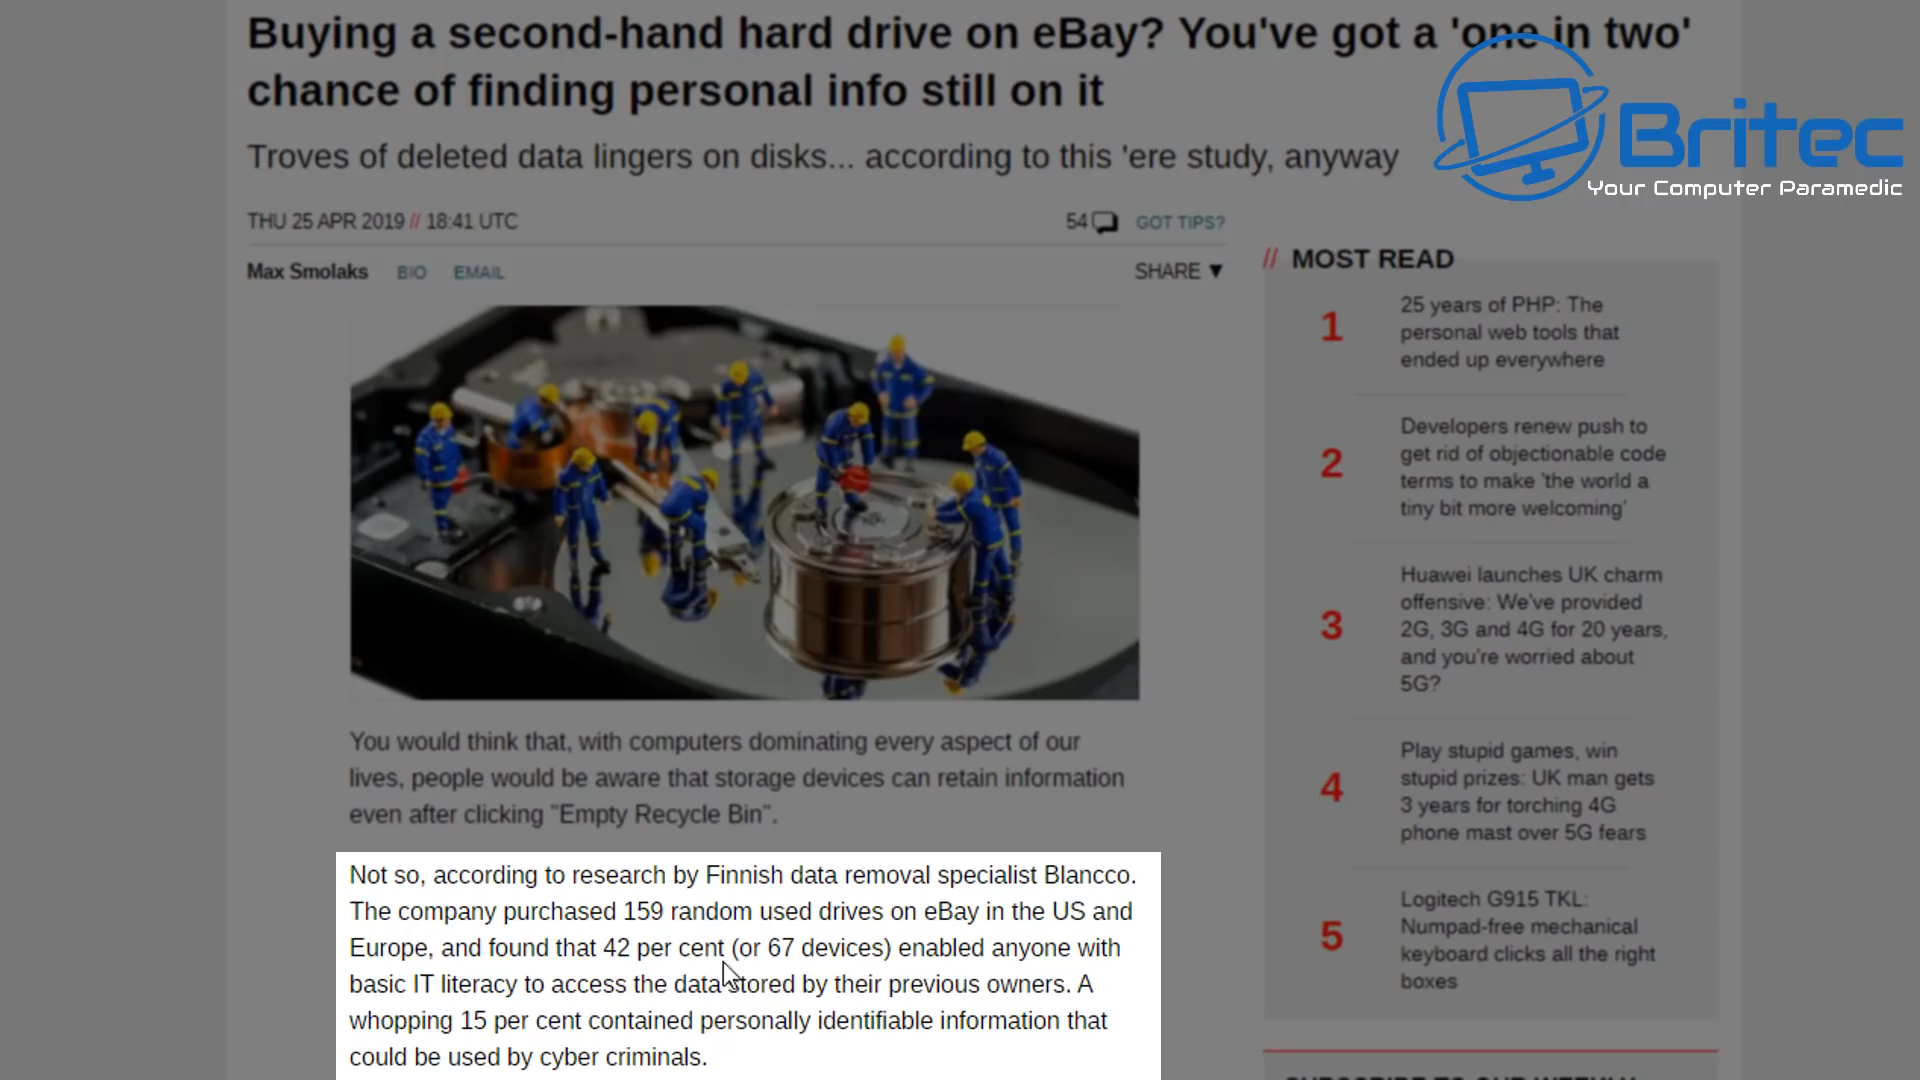 Buying a second-hand hard drive on eBay? You've got a 'one in two'
chance of finding personal info still on it
Troves of deleted data lingers on disks... according to this 'ere study, anyway
Britec
Your Computer Paramedic
THU 25 APR 2019 // 18:41 UTC
54
GOT TIPS?
Max Smolaks
BIO
EMAIL
SHARE ▼
You would think that, with computers dominating every aspect of our
lives, people would be aware that storage devices can retain information
even after clicking "Empty Recycle Bin".
Not so, according to research by Finnish data removal specialist Blancco.
The company purchased 159 random used drives on eBay in the US and
Europe, and found that 42 per cent (or 67 devices) enabled anyone with
basic IT literacy to access the data stored by their previous owners. A
whopping 15 per cent contained personally identifiable information that
could be used by cyber criminals.
// MOST READ
1
25 years of PHP: The
personal web tools that
ended up everywhere
2
Developers renew push to
get rid of objectionable code
terms to make 'the world a
tiny bit more welcoming'
3
Huawei launches UK charm
offensive: We've provided
2G, 3G and 4G for 20 years,
and you're worried about
5G?
4
Play stupid games, win
stupid prizes: UK man gets
3 years for torching 4G
phone mast over 5G fears
5
Logitech G915 TKL:
Numpad-free mechanical
keyboard clicks all the right
boxes
SUBSCRIBE TO OUR WEEKLY